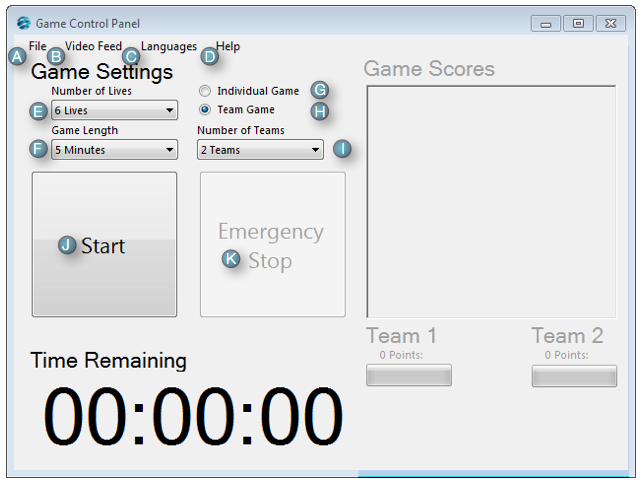 Game Control Panel
A File B Video Feed C Languages D Help
Game Settings
Number of Lives
E 6 Lives
Game Length
F 5 Minutes
Individual Game G
Team Game H
Number of Teams
2 Teams I
J Start
Emergency
K Stop
Time Remaining
00:00:00
Game Scores
Team 1
0 Points:
Team 2
0 Points: